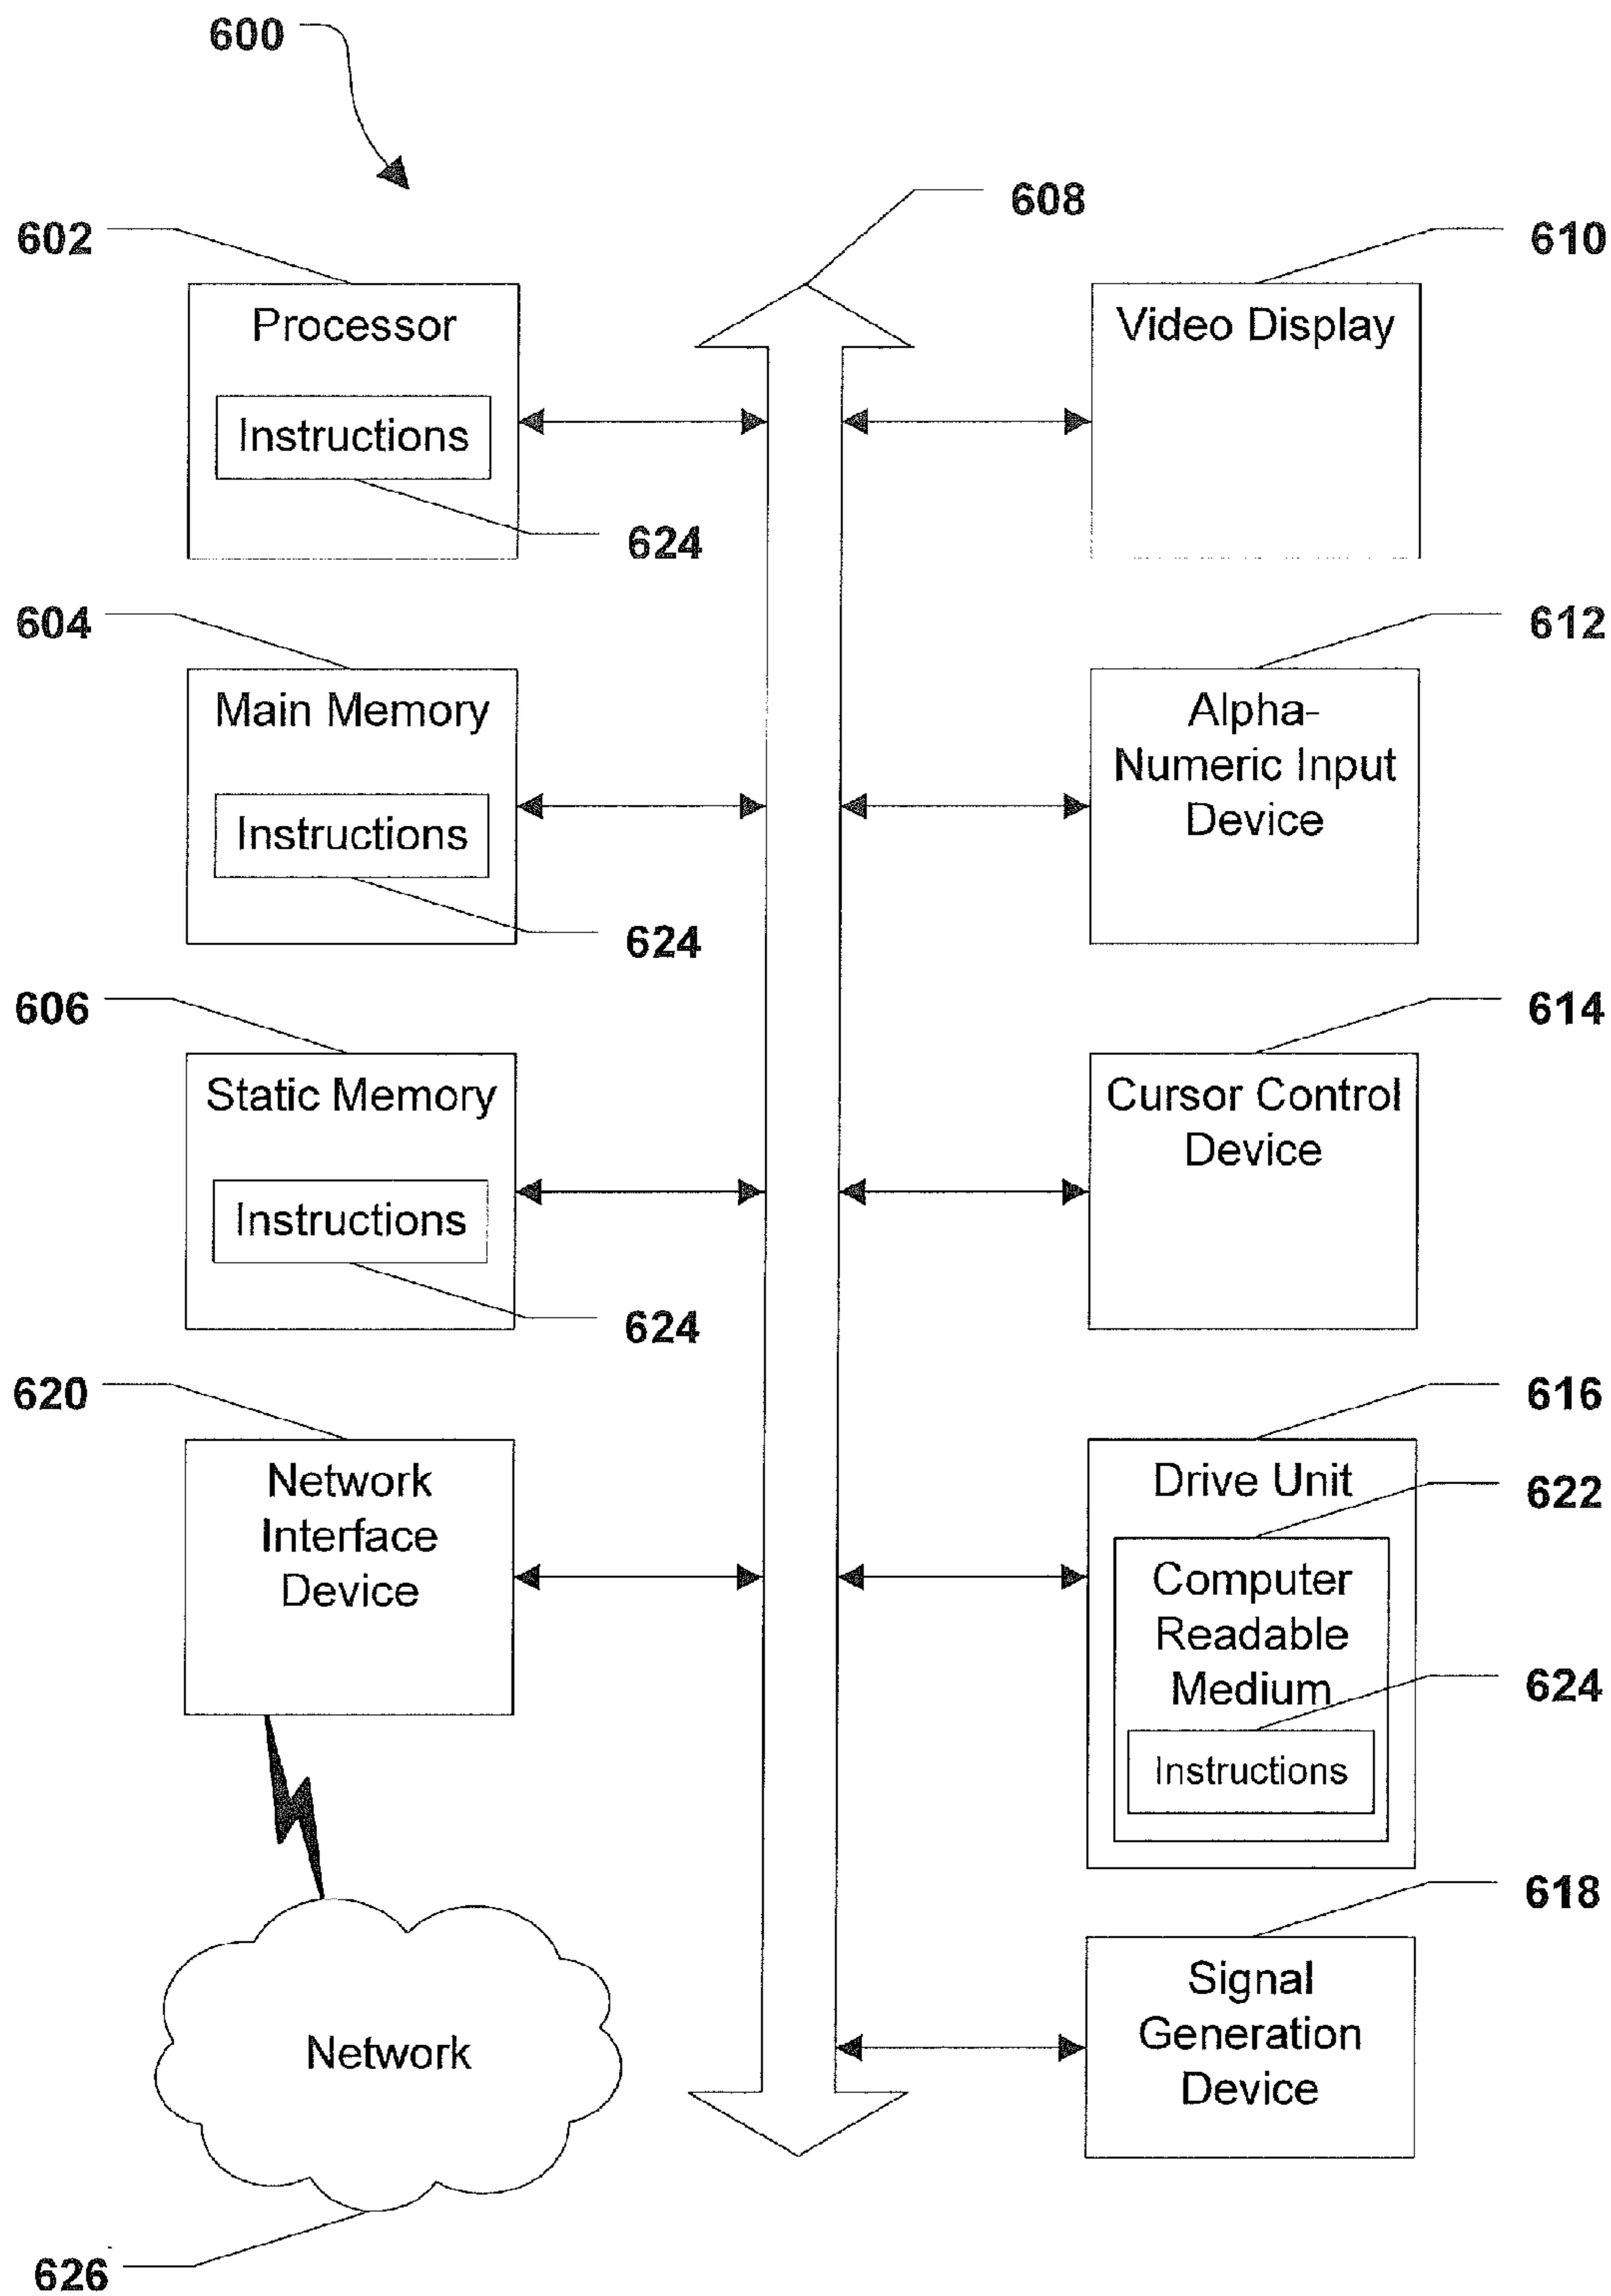 600
608
602
610
Processor
Instructions
624
Video Display
604
612
Main Memory
Instructions
624
Alpha-
Numeric Input
Device
606
614
Static Memory
Instructions
624
Cursor Control
Device
620
616
Network
Interface
Device
Drive Unit
622
Computer
Readable
Medium
624
Instructions
618
Signal
Generation
Device
Network
626